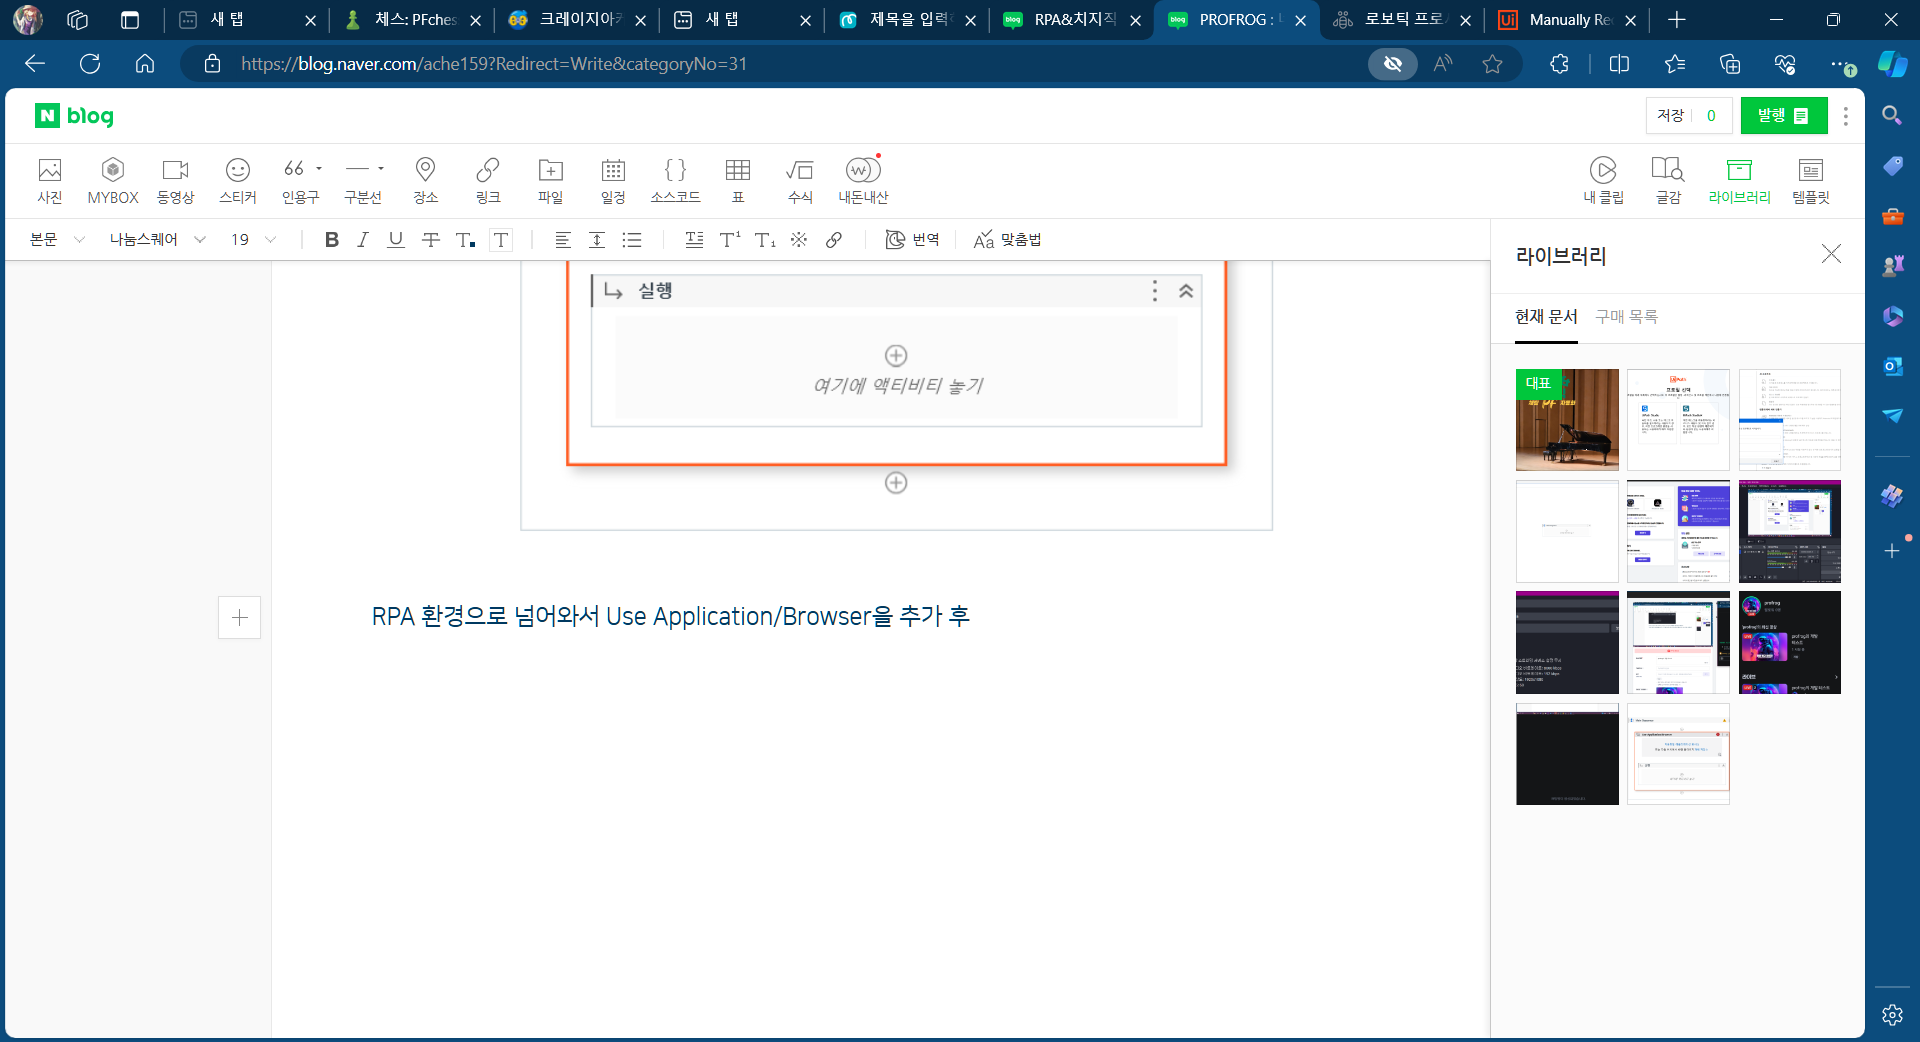 새 탭
체스: PFches
크레이지아
새 탭
제목을 입력
RPA&치지직
PROFROG :
로보틱 프로
Manually Re
https://blog.naver.com/ache159?Redirect=Write&categoryNo=31
N blog
저장 0
발행
사진
MYBOX
동영상
스티커
인용구
구분선
장소
링크
파일
일정
소스코드
표
수식
내돈내산
내 클립
글감
라이브러리
템플릿
본문
나눔스퀘어
19
번역
맞춤법
라이브러리
현재 문서
구매 목록
실행
여기에 액티비티 놓기
대표
RPA 환경으로 넘어와서 Use Application/Browser을 추가 후